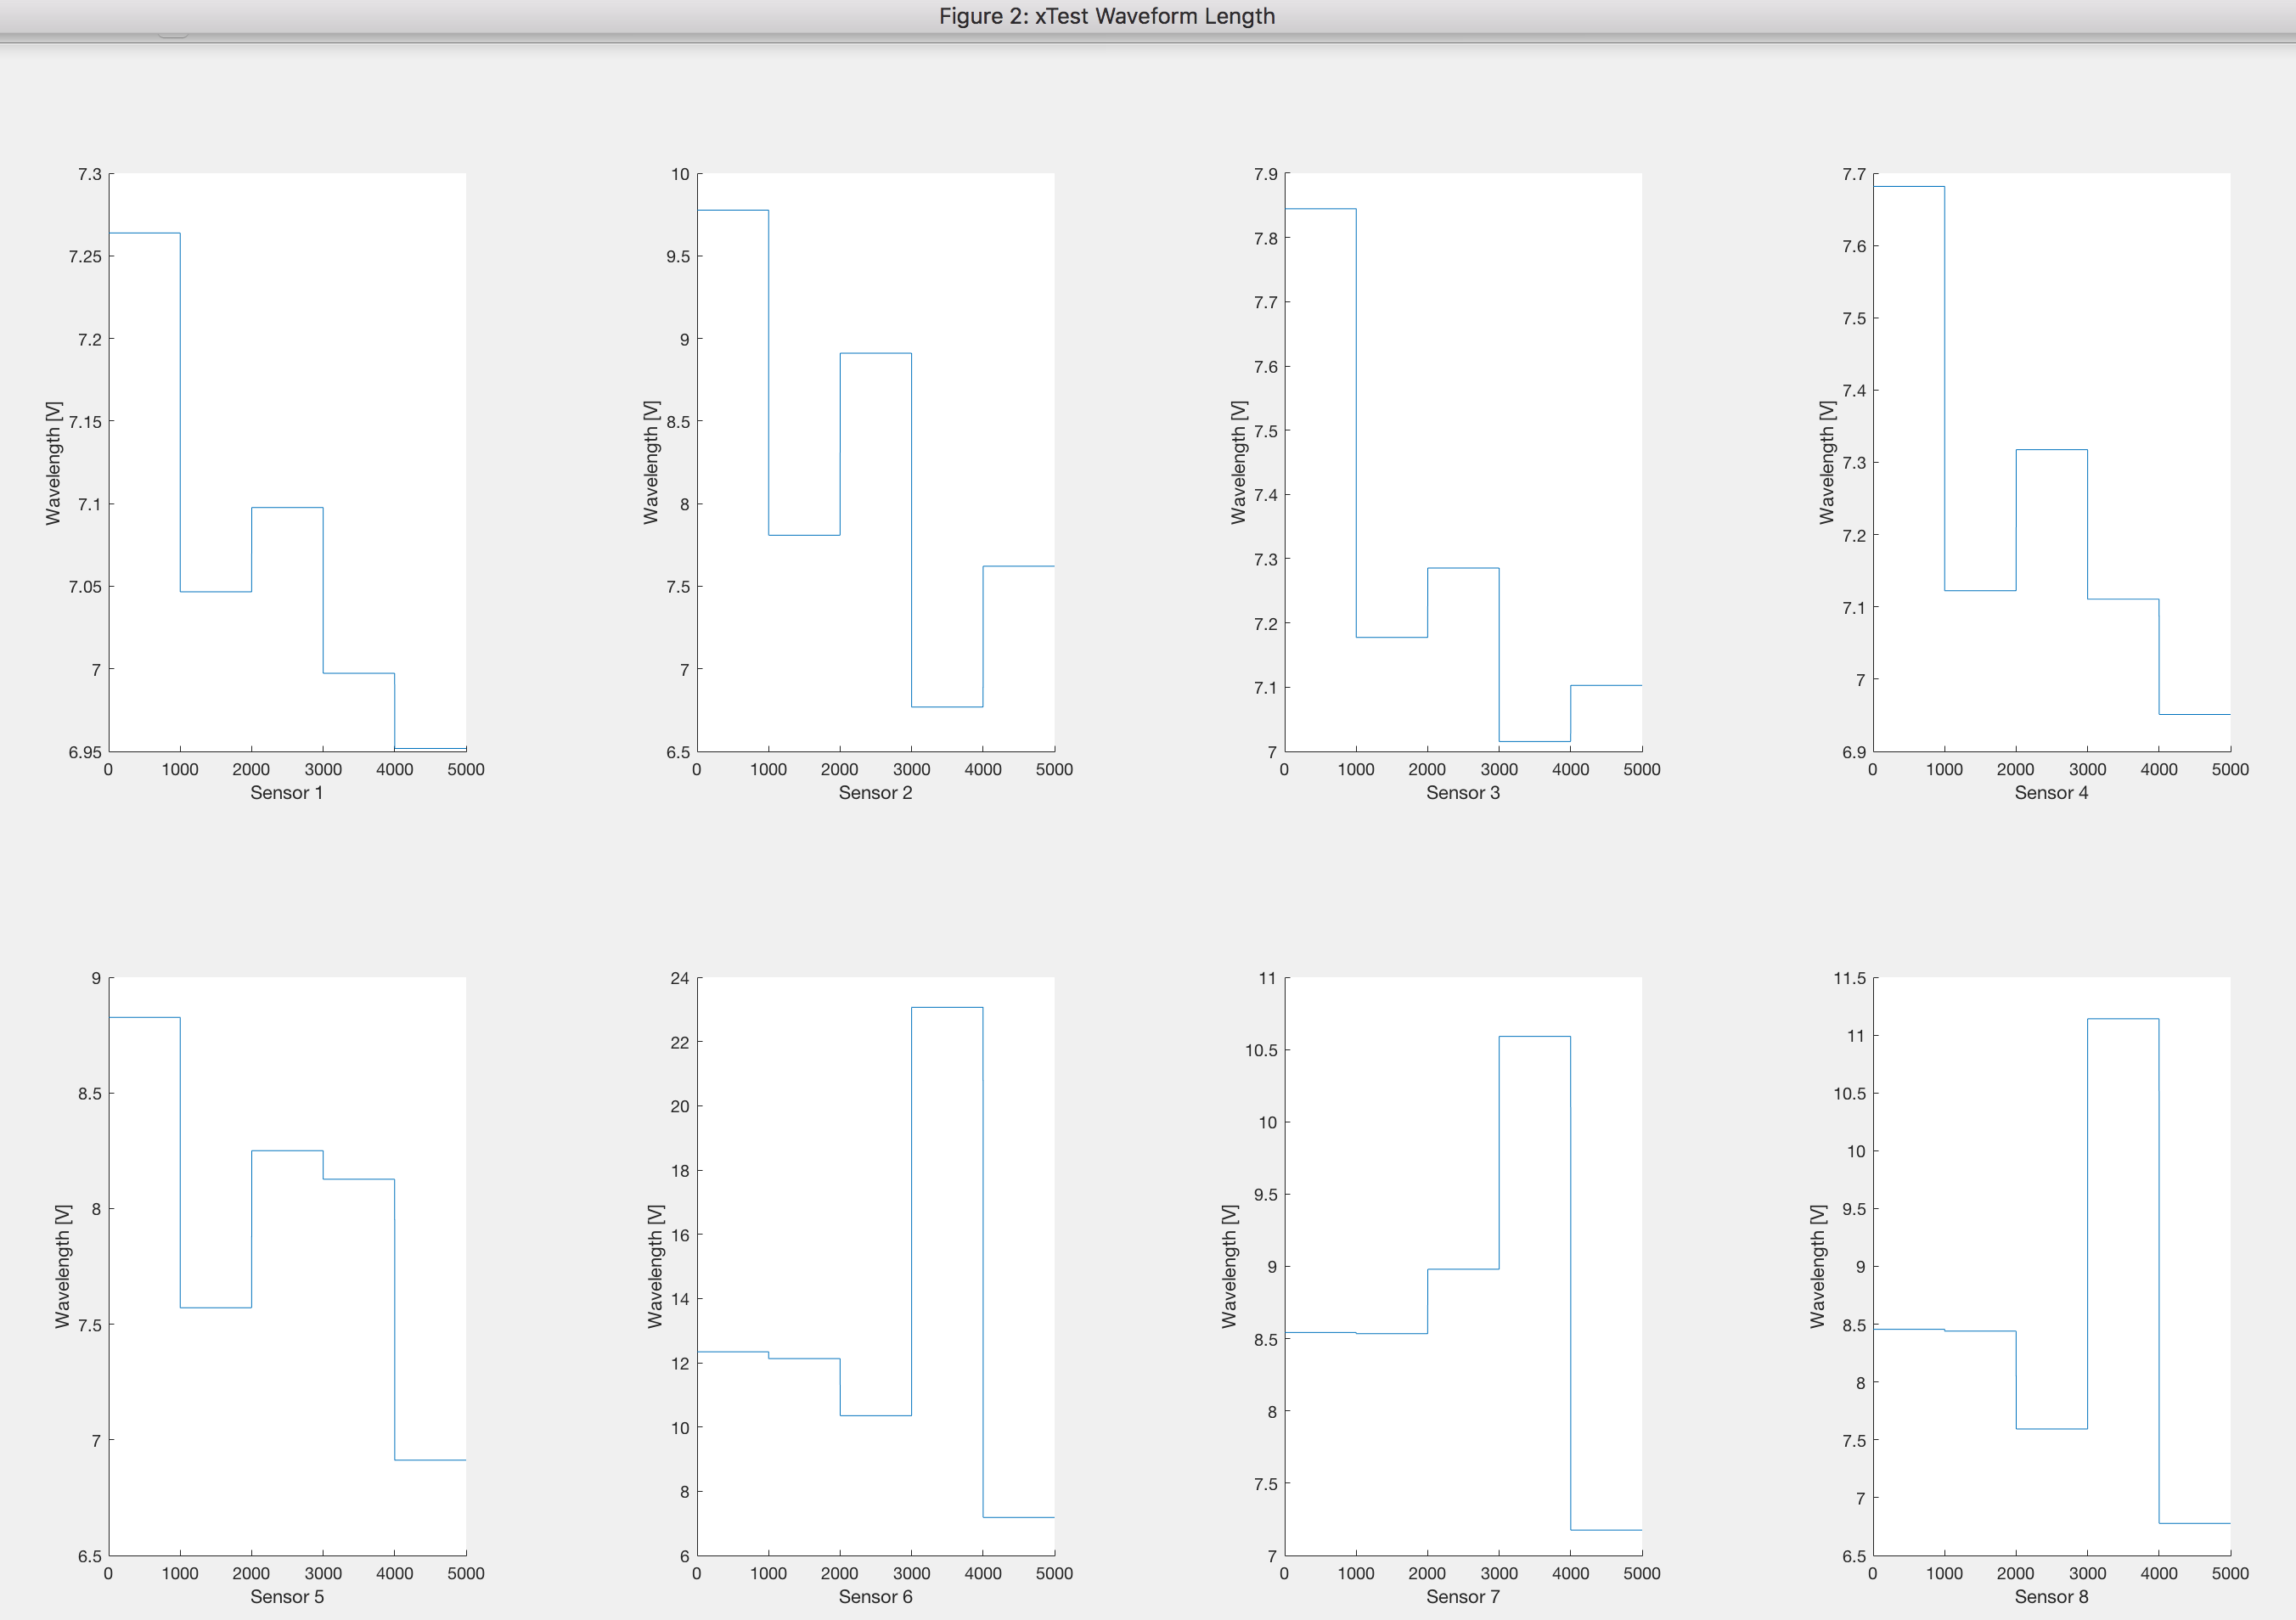 Figure 2: xTest Waveform Length
7.3
7.25
7.2
7.15
7.1
7.05
7
6.95
Wavelength [V]
0 1000 2000 3000 4000 5000
Sensor 1
10
9.5
9
8.5
8
7.5
7
6.5
Wavelength [V]
0 1000 2000 3000 4000 5000
Sensor 2
7.9
7.8
7.7
7.6
7.5
7.4
7.3
7.2
7.1
7
Wavelength [V]
0 1000 2000 3000 4000 5000
Sensor 3
7.7
7.6
7.5
7.4
7.3
7.2
7.1
7
6.9
Wavelength [V]
0 1000 2000 3000 4000 5000
Sensor 4
9
8.5
8
7.5
7
6.5
Wavelength [V]
0 1000 2000 3000 4000 5000
Sensor 5
24
22
20
18
16
14
12
10
8
6
Wavelength [V]
0 1000 2000 3000 4000 5000
Sensor 6
11
10.5
10
9.5
9
8.5
8
7.5
7
Wavelength [V]
0 1000 2000 3000 4000 5000
Sensor 7
11.5
11
10.5
10
9.5
9
8.5
8
7.5
7
6.5
Wavelength [V]
0 1000 2000 3000 4000 5000
Sensor 8